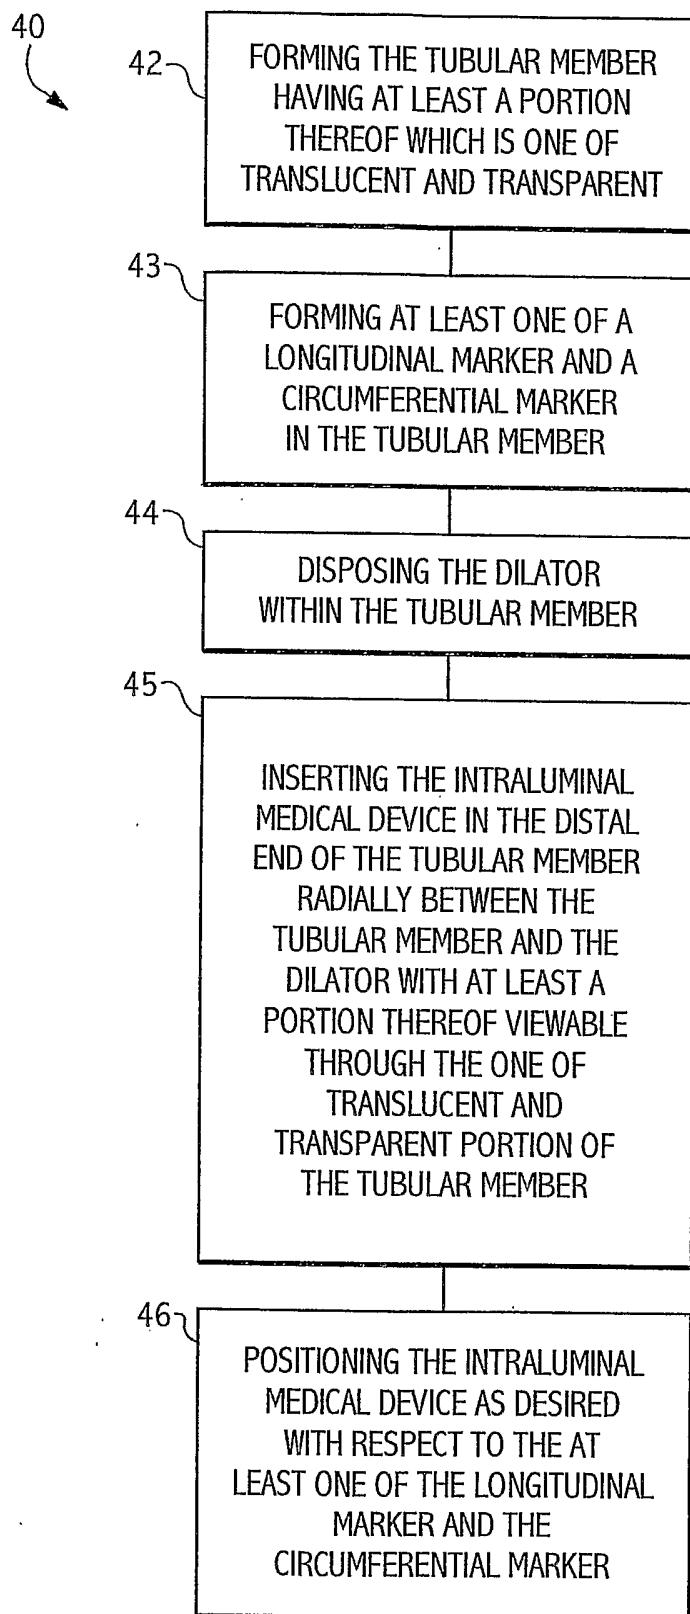 40
42
FORMING THE TUBULAR MEMBER
HAVING AT LEAST A PORTION
THEREOF WHICH IS ONE OF
TRANSLUCENT AND TRANSPARENT
43
FORMING AT LEAST ONE OF A
LONGITUDINAL MARKER AND A
CIRCUMFERENTIAL MARKER
IN THE TUBULAR MEMBER
44
DISPOSING THE DILATOR
WITHIN THE TUBULAR MEMBER
45
INSERTING THE INTRALUMINAL
MEDICAL DEVICE IN THE DISTAL
END OF THE TUBULAR MEMBER
RADIALLY BETWEEN THE
TUBULAR MEMBER AND THE
DILATOR WITH AT LEAST A
PORTION THEREOF VIEWABLE
THROUGH THE ONE OF
TRANSLUCENT AND
TRANSPARENT PORTION OF
THE TUBULAR MEMBER
46
POSITIONING THE INTRALUMINAL
MEDICAL DEVICE AS DESIRED
WITH RESPECT TO THE AT
LEAST ONE OF THE LONGITUDINAL
MARKER AND THE
CIRCUMFERENTIAL MARKER